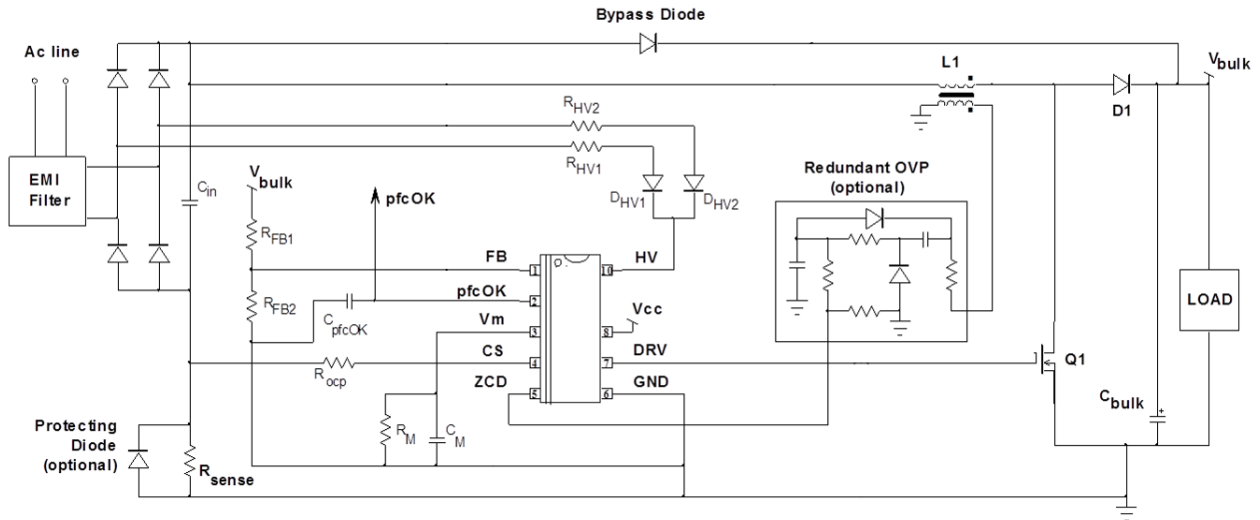 Bypass Diode
Ac line
L1
Vbulk
D1
RHV2
RHV1
EMI
Filter
Cin
Vbulk
pfcOK
DHV1
DHV2
Redundant OVP
(optional)
RFB1
FB
HV
1
10
RFB2
pfcOK
2
CpfcOK
Vm
Vcc
3
8
LOAD
CS
DRV
4
7
Rocp
Q1
ZCD
GND
5
6
Cbulk
+
Protecting
Diode
(optional)
RM
CM
Rsense